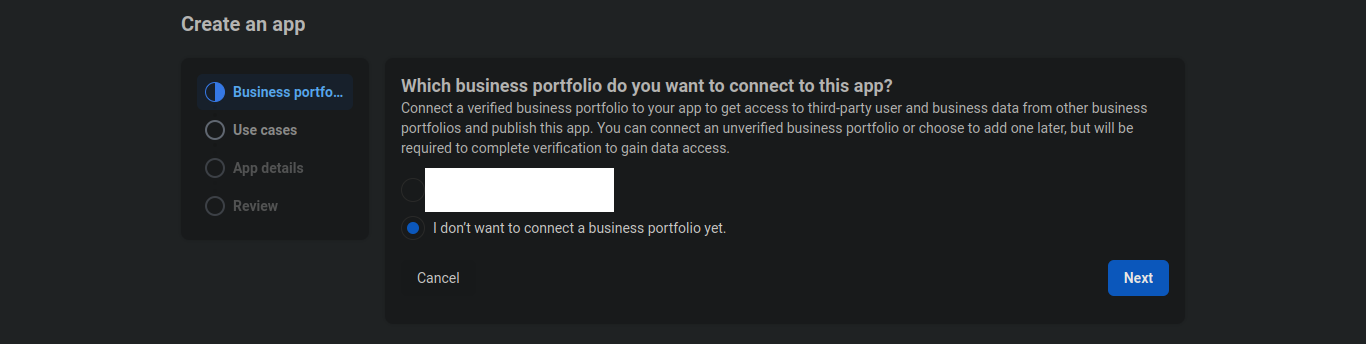 Create an app
Business portfo...
Use cases
App details
Review
Which business portfolio do you want to connect to this app?
Connect a verified business portfolio to your app to get access to third-party user and business data from other business
portfolios and publish this app. You can connect an unverified business portfolio or choose to add one later, but will be
required to complete verification to gain data access.
I don’t want to connect a business portfolio yet.
Cancel
Next